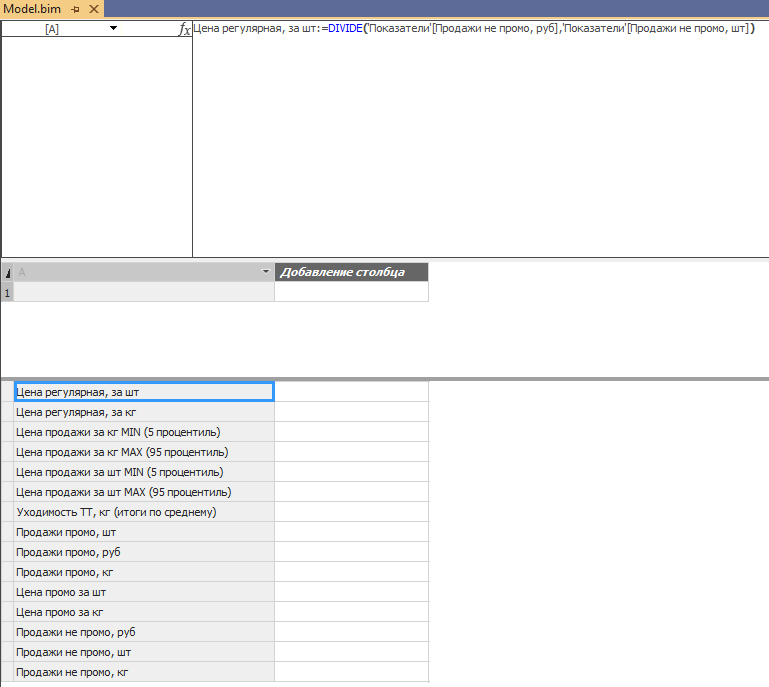 Model.bim
[A]
fx Цена регулярная, за шт:=DIVIDE('Показатели'[Продажи не промо, руб],'Показатели'[Продажи не промо, шт])
A Добавление столбца
1
Цена регулярная, за шт
Цена регулярная, за кг
Цена продажи за кг MIN (5 процентиль)
Цена продажи за кг MAX (95 процентиль)
Цена продажи за шт MIN (5 процентиль)
Цена продажи за шт MAX (95 процентиль)
Уходимость ТТ, кг (итоги по среднему)
Продажи промо, шт
Продажи промо, руб
Продажи промо, кг
Цена промо за шт
Цена промо за кг
Продажи не промо, руб
Продажи не промо, шт
Продажи не промо, кг